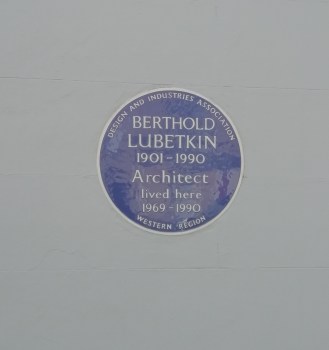 DESIGN AND INDUSTRIES ASSOCIATION
BERTHOLD
LUBETKIN
1901-1990
Architect
lived here
1969-1990
WESTERN REGION